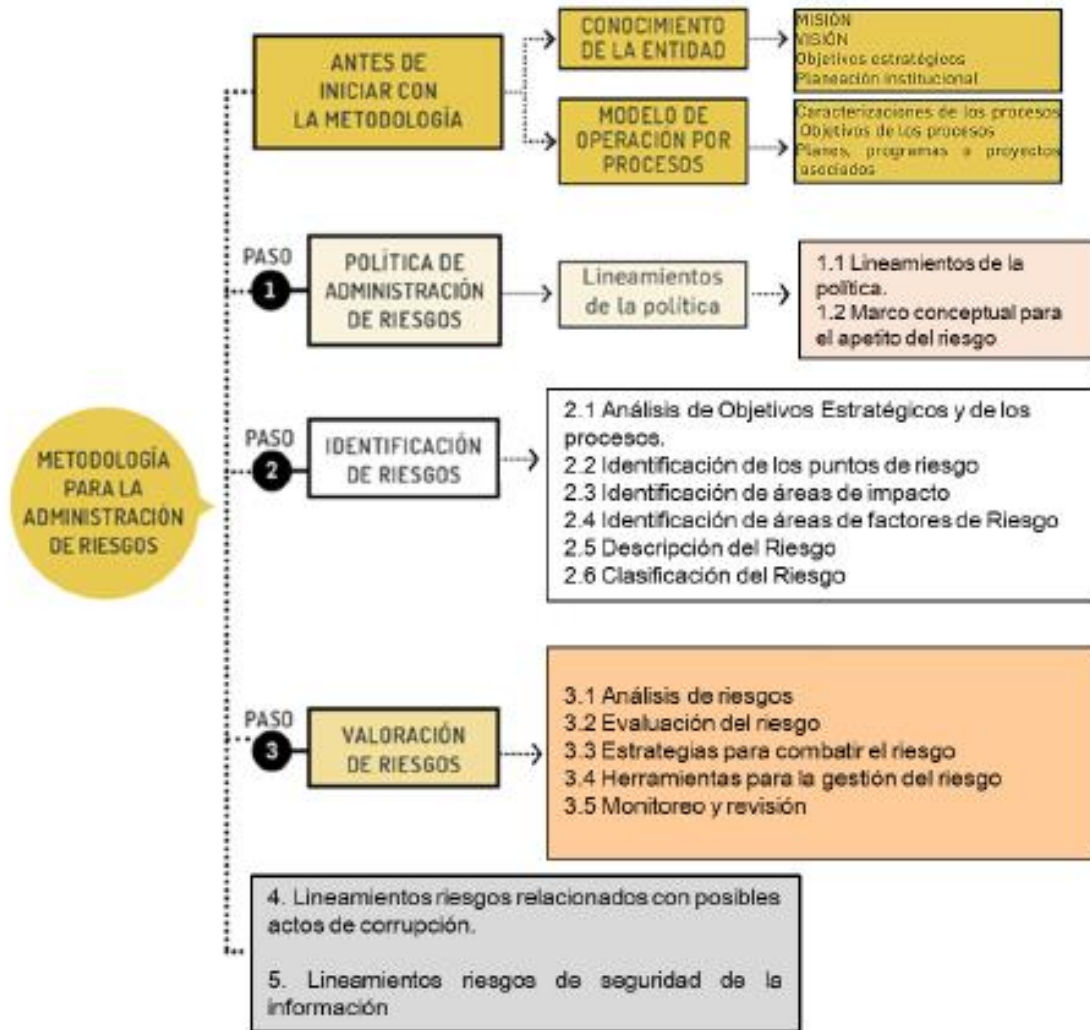 ANTES DE
INICIAR CON
LA METODOLOGÍA
CONOCIMIENTO
DE LA ENTIDAD
MISIÓN
VISIÓN
Objetivos estratégicos
Planeación institucional
MODELO DE
OPERACIÓN POR
PROCESOS
Caracterizaciones de los procesos
Objetivos de los procesos
Planes, programas o proyectos
asociados
PASO
1
POLÍTICA DE
ADMINISTRACIÓN
DE RIESGOS
Lineamientos
de la política
1.1 Lineamientos de la
política.
1.2 Marco conceptual para
el apetito del riesgo
METODOLOGÍA
PARA LA
ADMINISTRACIÓN
DE RIESGOS
PASO
2
IDENTIFICACIÓN
DE RIESGOS
2.1 Análisis de Objetivos Estratégicos y de los
procesos.
2.2 Identificación de los puntos de riesgo
2.3 Identificación de áreas de impacto
2.4 Identificación de áreas de factores de Riesgo
2.5 Descripción del Riesgo
2.6 Clasificación del Riesgo
PASO
3
VALORACIÓN
DE RIESGOS
3.1 Análisis de riesgos
3.2 Evaluación del riesgo
3.3 Estrategias para combatir el riesgo
3.4 Herramientas para la gestión del riesgo
3.5 Monitoreo y revisión
4. Lineamientos riesgos relacionados con posibles
actos de corrupción.
5. Lineamientos riesgos de seguridad de la
información